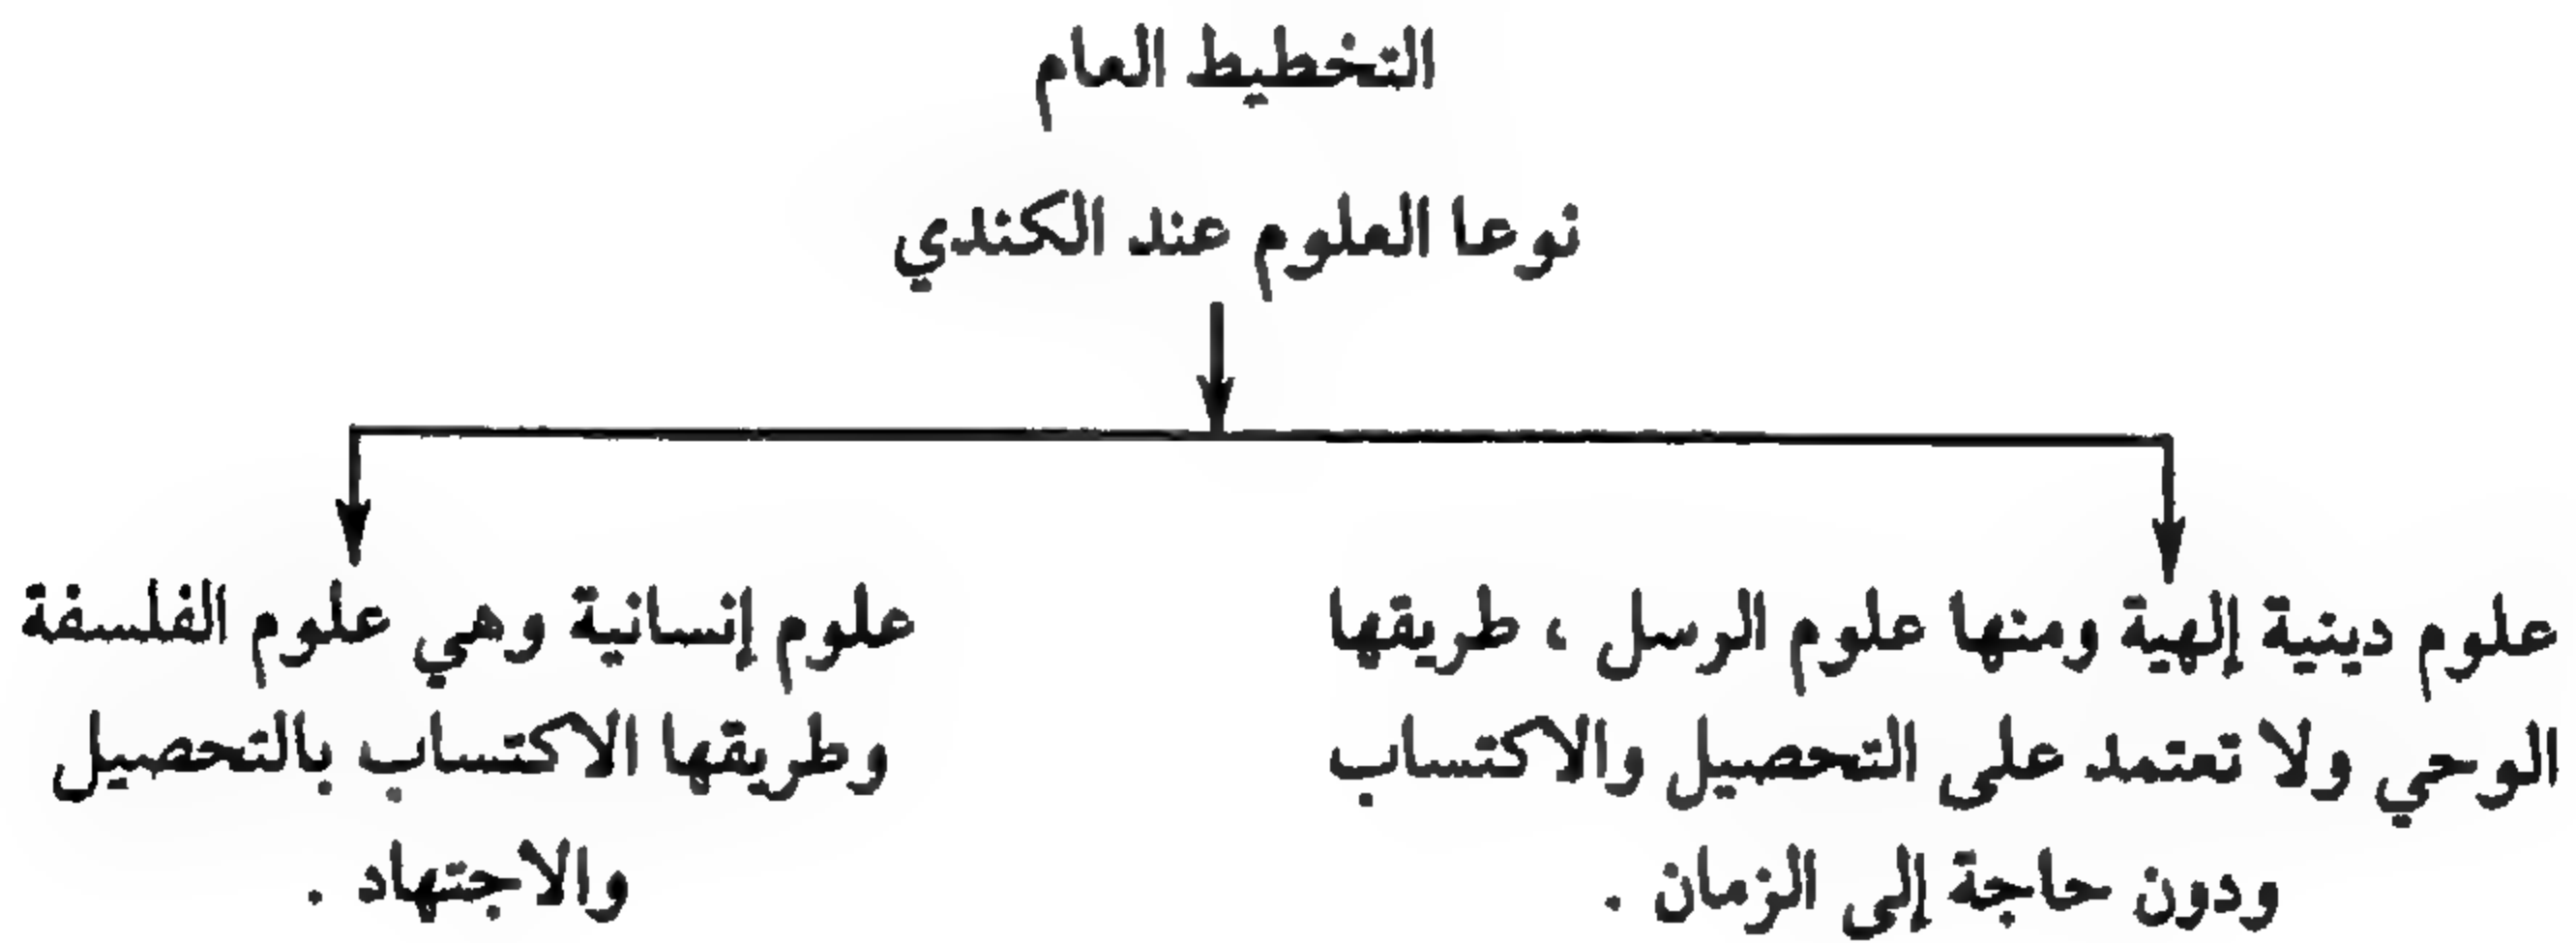 التخطيط العام
نوعا العلوم عند الكندي
علوم دينية إلهية ومنها علوم الرسل ، طريقها
الوحي ولا تعتمد على التحصيل والاكتساب
ودون حاجة إلى الزمان .
علوم إنسانية وهي علوم الفلسفة
وطريقها الاكتساب بالتحصيل
والاجتهاد .